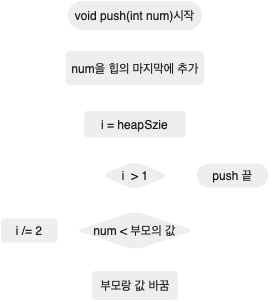 void push(int num)시작
num을 힙의 마지막에 추가
i = heapSzie
i > 1
push 끝
i /= 2
num < 부모의 값
부모랑 값 바꿈